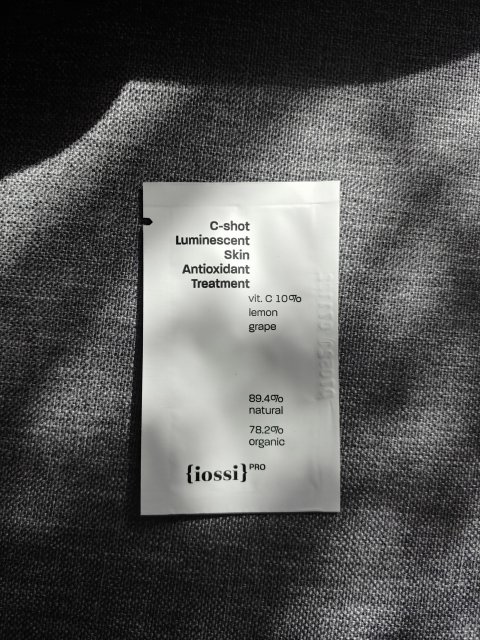 C-shot
Luminescent
Skin
Antioxidant
Treatment
vit. C 10%
lemon
grape
89.4%
natural
78.2%
organic
{iossi}PRO